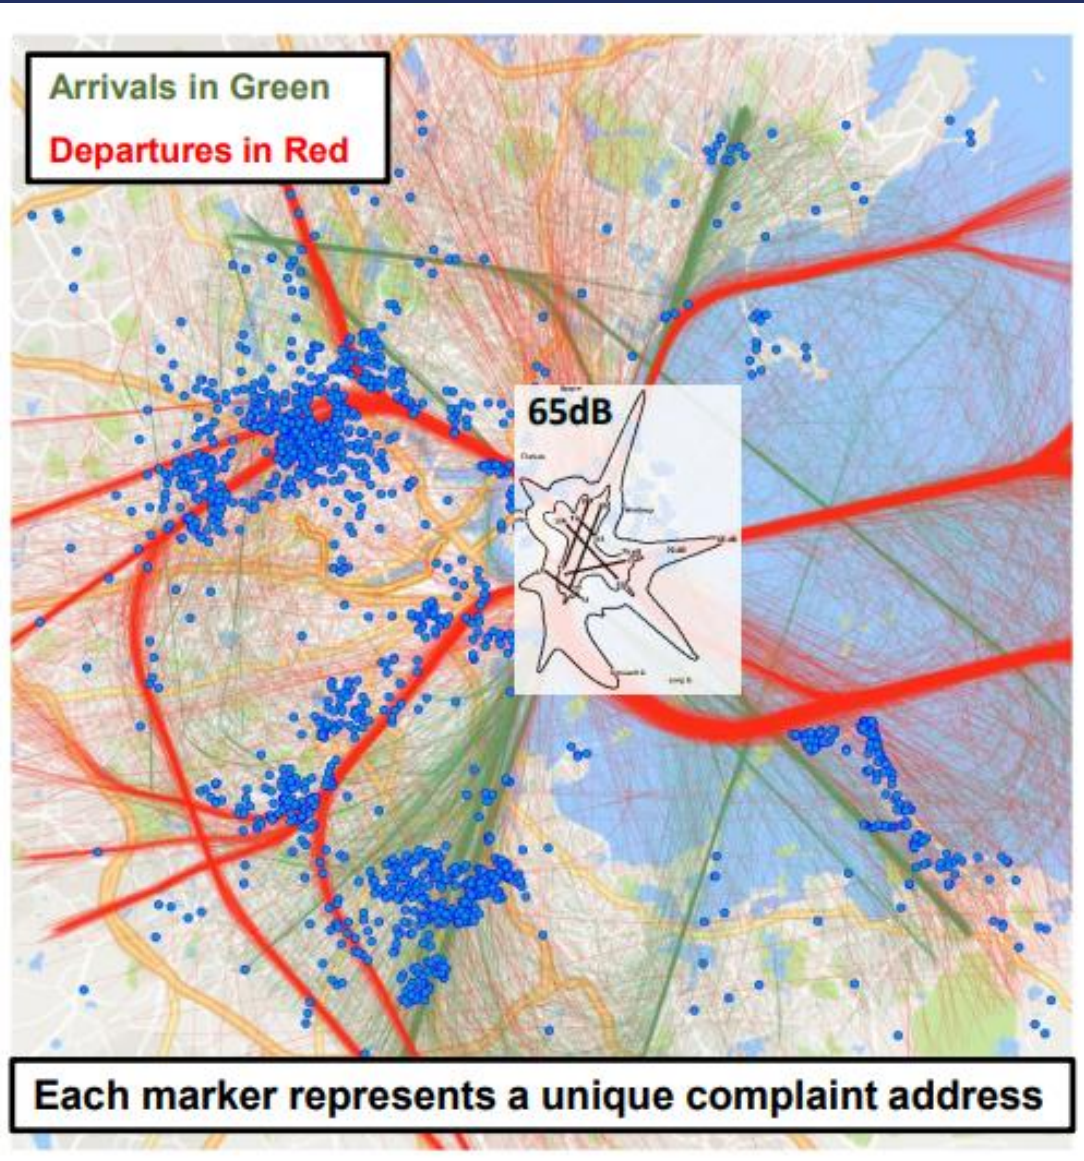 Arrivals in Green
Departures in Red
65dB
Each marker represents a unique complaint address